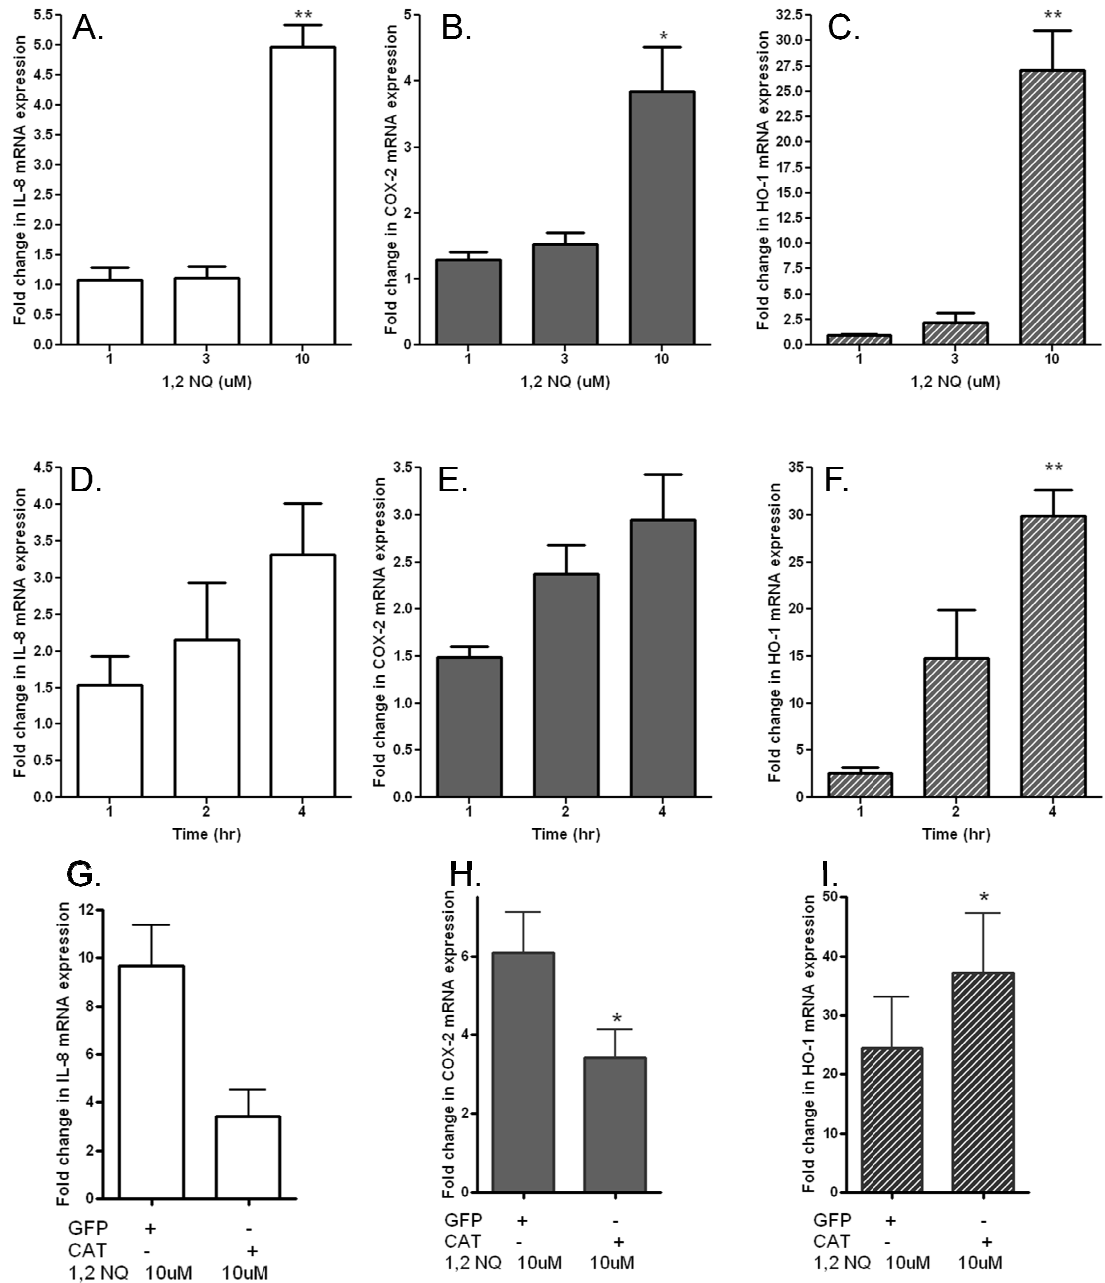 A.
Fold change in IL-8 mRNA expression
5.5
5.0
4.5
4.0
3.5
3.0
2.5
2.0
1.5
1.0
0.5
0.0
**
1 3 10
1,2 NQ (uM)
B.
Fold change in COX-2 mRNA expression
5
4
3
2
1
0
*
1 3 10
1,2 NQ (uM)
C.
Fold change in HO-1 mRNA expression
32.5
30.0
27.5
25.0
22.5
20.0
17.5
15.0
12.5
10.0
7.5
5.0
2.5
0.0
**
1 3 10
1,2 NQ (uM)
D.
Fold change in IL-8 mRNA expression
4.5
4.0
3.5
3.0
2.5
2.0
1.5
1.0
0.5
0.0
1 2 4
Time (hr)
E.
Fold change in COX-2 mRNA expression
3.5
3.0
2.5
2.0
1.5
1.0
0.5
0.0
1 2 4
Time (hr)
F.
Fold change in HO-1 mRNA expression
35
30
25
20
15
10
5
0
**
1 2 4
Time (hr)
G.
Fold change in IL-8 mRNA expression
12
10
8
6
4
2
0
GFP + -
CAT - +
1,2 NQ 10uM 10uM
H.
Fold change in COX-2 mRNA expression
6
4
2
0
*
GFP + -
CAT - +
1,2 NQ 10uM 10uM
I.
Fold change in HO-1 mRNA expression
50
40
30
20
10
0
*
GFP + -
CAT - +
1,2 NQ 10uM 10uM